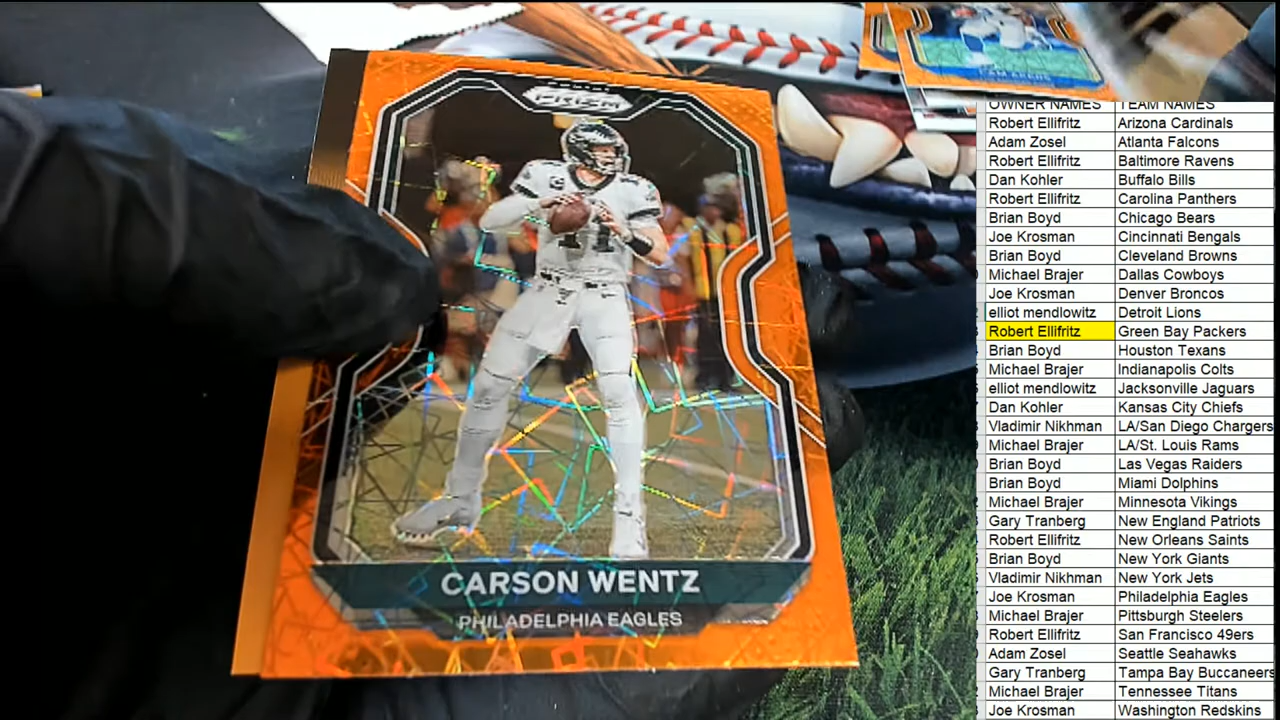 PANINI
PRIZM
11
CARSON WENTZ
PHILADELPHIA EAGLES
CAM AKERS
OWNER NAMES TEAM NAMES
Robert Ellifritz Arizona Cardinals
Adam Zosel Atlanta Falcons
Robert Ellifritz Baltimore Ravens
Dan Kohler Buffalo Bills
Robert Ellifritz Carolina Panthers
Brian Boyd Chicago Bears
Joe Krosman Cincinnati Bengals
Brian Boyd Cleveland Browns
Michael Brajer Dallas Cowboys
Joe Krosman Denver Broncos
elliot mendlowitz Detroit Lions
Robert Ellifritz Green Bay Packers
Brian Boyd Houston Texans
Michael Brajer Indianapolis Colts
elliot mendlowitz Jacksonville Jaguars
Dan Kohler Kansas City Chiefs
Vladimir Nikhman LA/San Diego Chargers
Michael Brajer LA/St. Louis Rams
Brian Boyd Las Vegas Raiders
Brian Boyd Miami Dolphins
Michael Brajer Minnesota Vikings
Gary Tranberg New England Patriots
Robert Ellifritz New Orleans Saints
Brian Boyd New York Giants
Vladimir Nikhman New York Jets
Joe Krosman Philadelphia Eagles
Michael Brajer Pittsburgh Steelers
Robert Ellifritz San Francisco 49ers
Adam Zosel Seattle Seahawks
Gary Tranberg Tampa Bay Buccaneers
Michael Brajer Tennessee Titans
Joe Krosman Washington Redskins